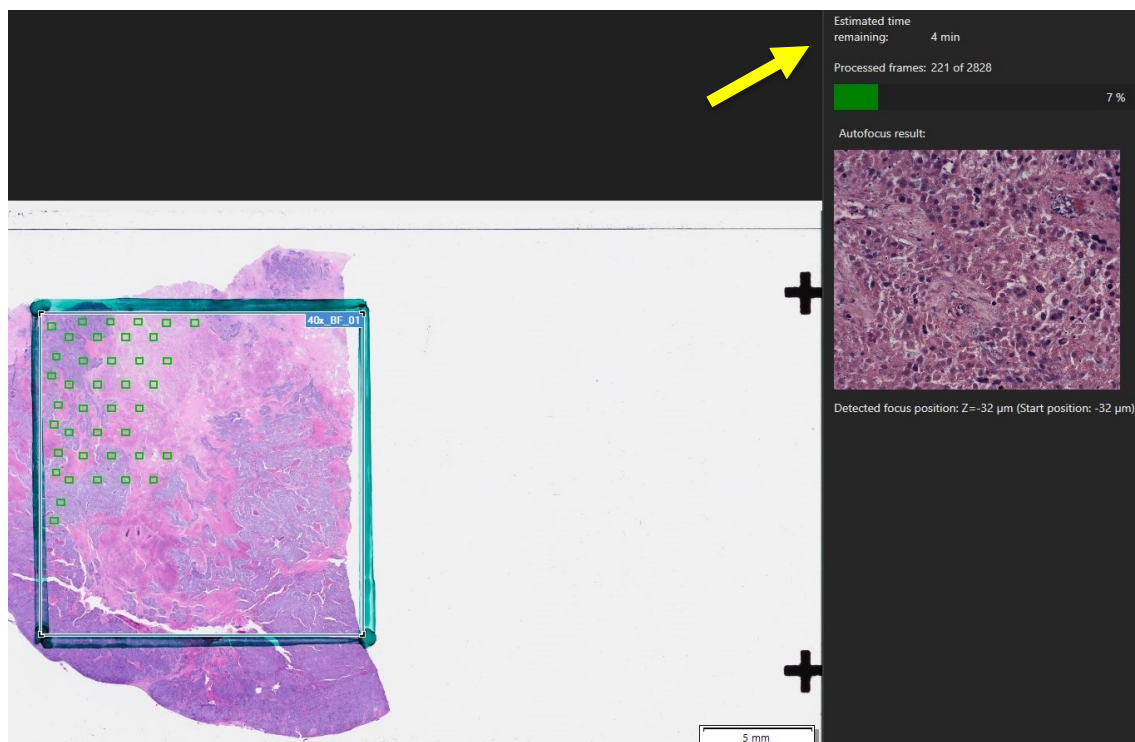 Estimated time
remaining: 4 min
Processed frames: 221 of 2828
7 %
Autofocus result:
40x_BF_01
Detected focus position: Z=-32 µm (Start position: -32 µm)
5 mm